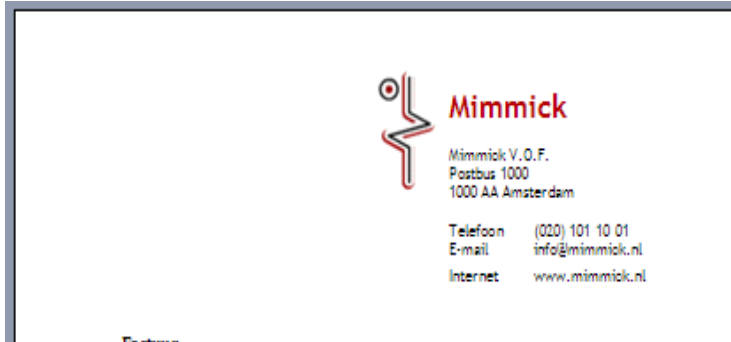 Mimmick
Mimmick V.O.F.
Postbus 1000
1000 AA Amsterdam
Telefoon (020) 101 10 01
E-mail info@mimmick.nl
Internet www.mimmick.nl